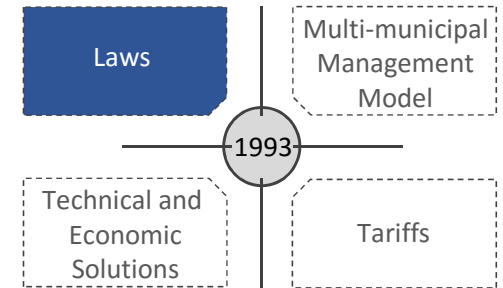 Laws
Multi-municipal
Management
Model
1993
Technical and
Economic
Solutions
Tariffs